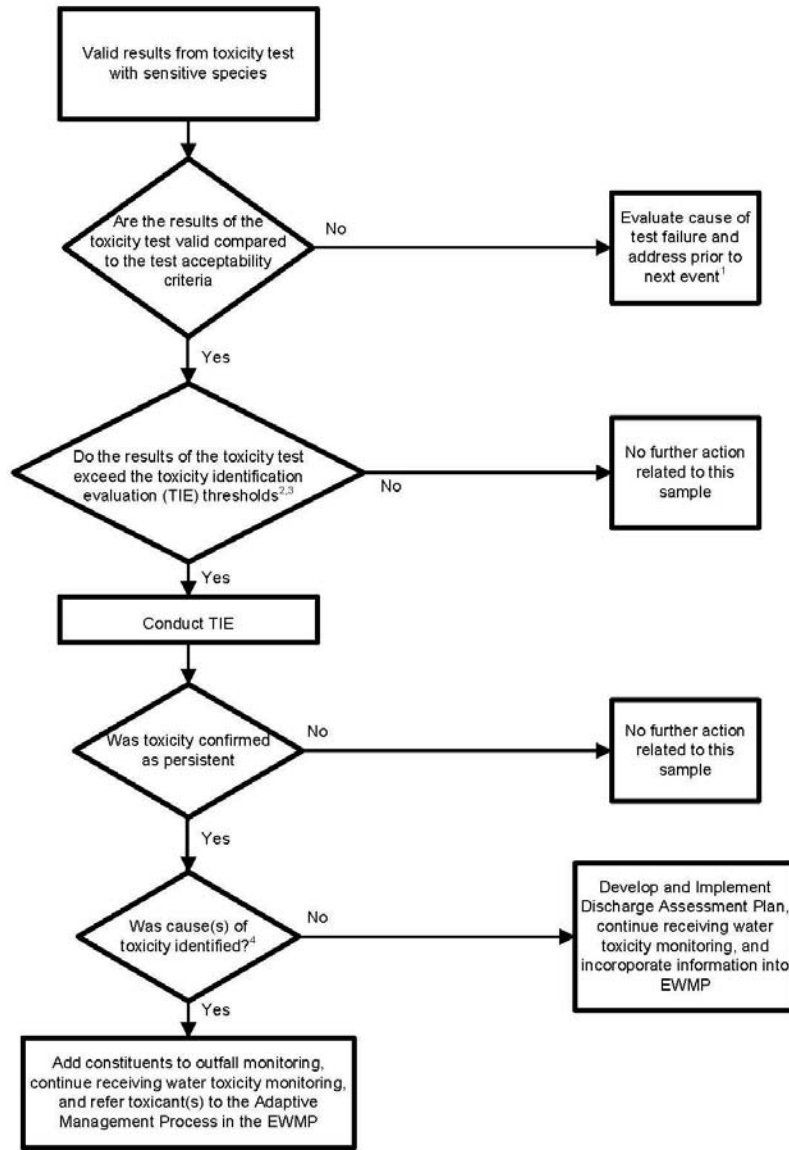 Valid results from toxicity test
with sensitive species
Are the results of the
toxicity test valid compared
to the test acceptability
criteria
No
Evaluate cause of
test failure and
address prior to
next event1
Yes
Do the results of the toxicity test
exceed the toxicity identification
evaluation (TIE) thresholds2,3
No
No further action
related to this
sample
Yes
Conduct TIE
Was toxicity confirmed
as persistent
No
No further action
related to this
sample
Yes
Was cause(s) of
toxicity identified?4
No
Develop and Implement
Discharge Assessment Plan,
continue receiving water
toxicity monitoring, and
incoroporate information into
EWMP
Yes
Add constituents to outfall monitoring,
continue receiving water toxicity monitoring,
and refer toxicant(s) to the Adaptive
Management Process in the EWMP